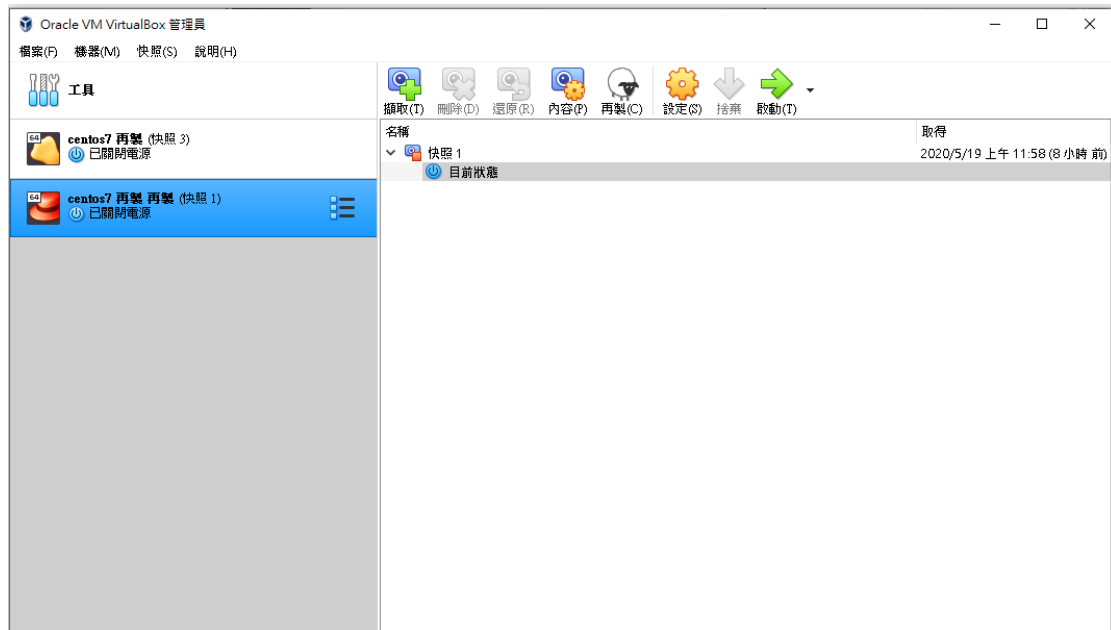 Oracle VM VirtualBox 管理員
檔案(F) 機器(M) 快照(S) 說明(H)
工具
擷取(T) 刪除(D) 還原(R) 內容(P) 再製(C) 設定(S) 捨棄 啟動(T)
64 centos7 再製 (快照 3)
已關閉電源
64 centos7 再製 再製 (快照 1)
已關閉電源
名稱 取得
快照 1 2020/5/19 上午 11:58 (8 小時 前)
目前狀態